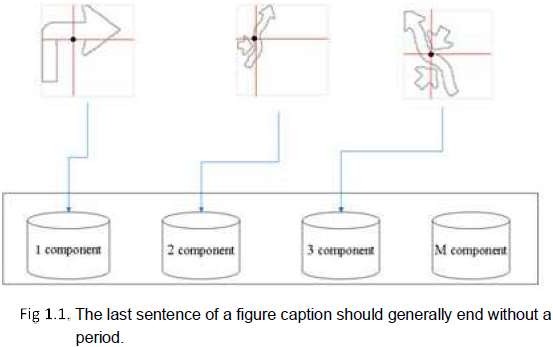 1 component 2 component 3 component M component
Fig 1.1. The last sentence of a figure caption should generally end without a
period.